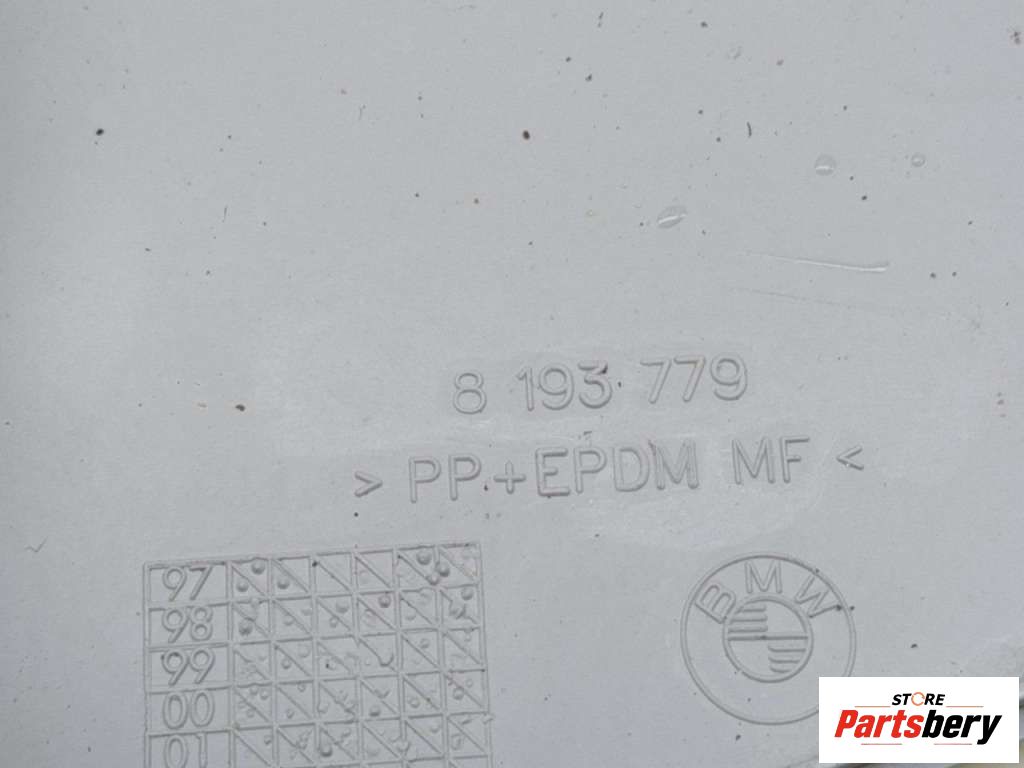 8 193 779
> PP+EPDM MF <
97
98
99
00
01
BMW
STORE
Partsbery